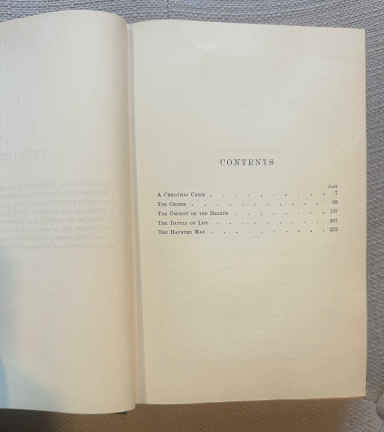 CONTENTS
PAGE
A CHRISTMAS CAROL 7
THE CHIMES
THE CRICKET ON THE HEARTH
THE BATTLE OF LIFE
THE HAUNTED MAN